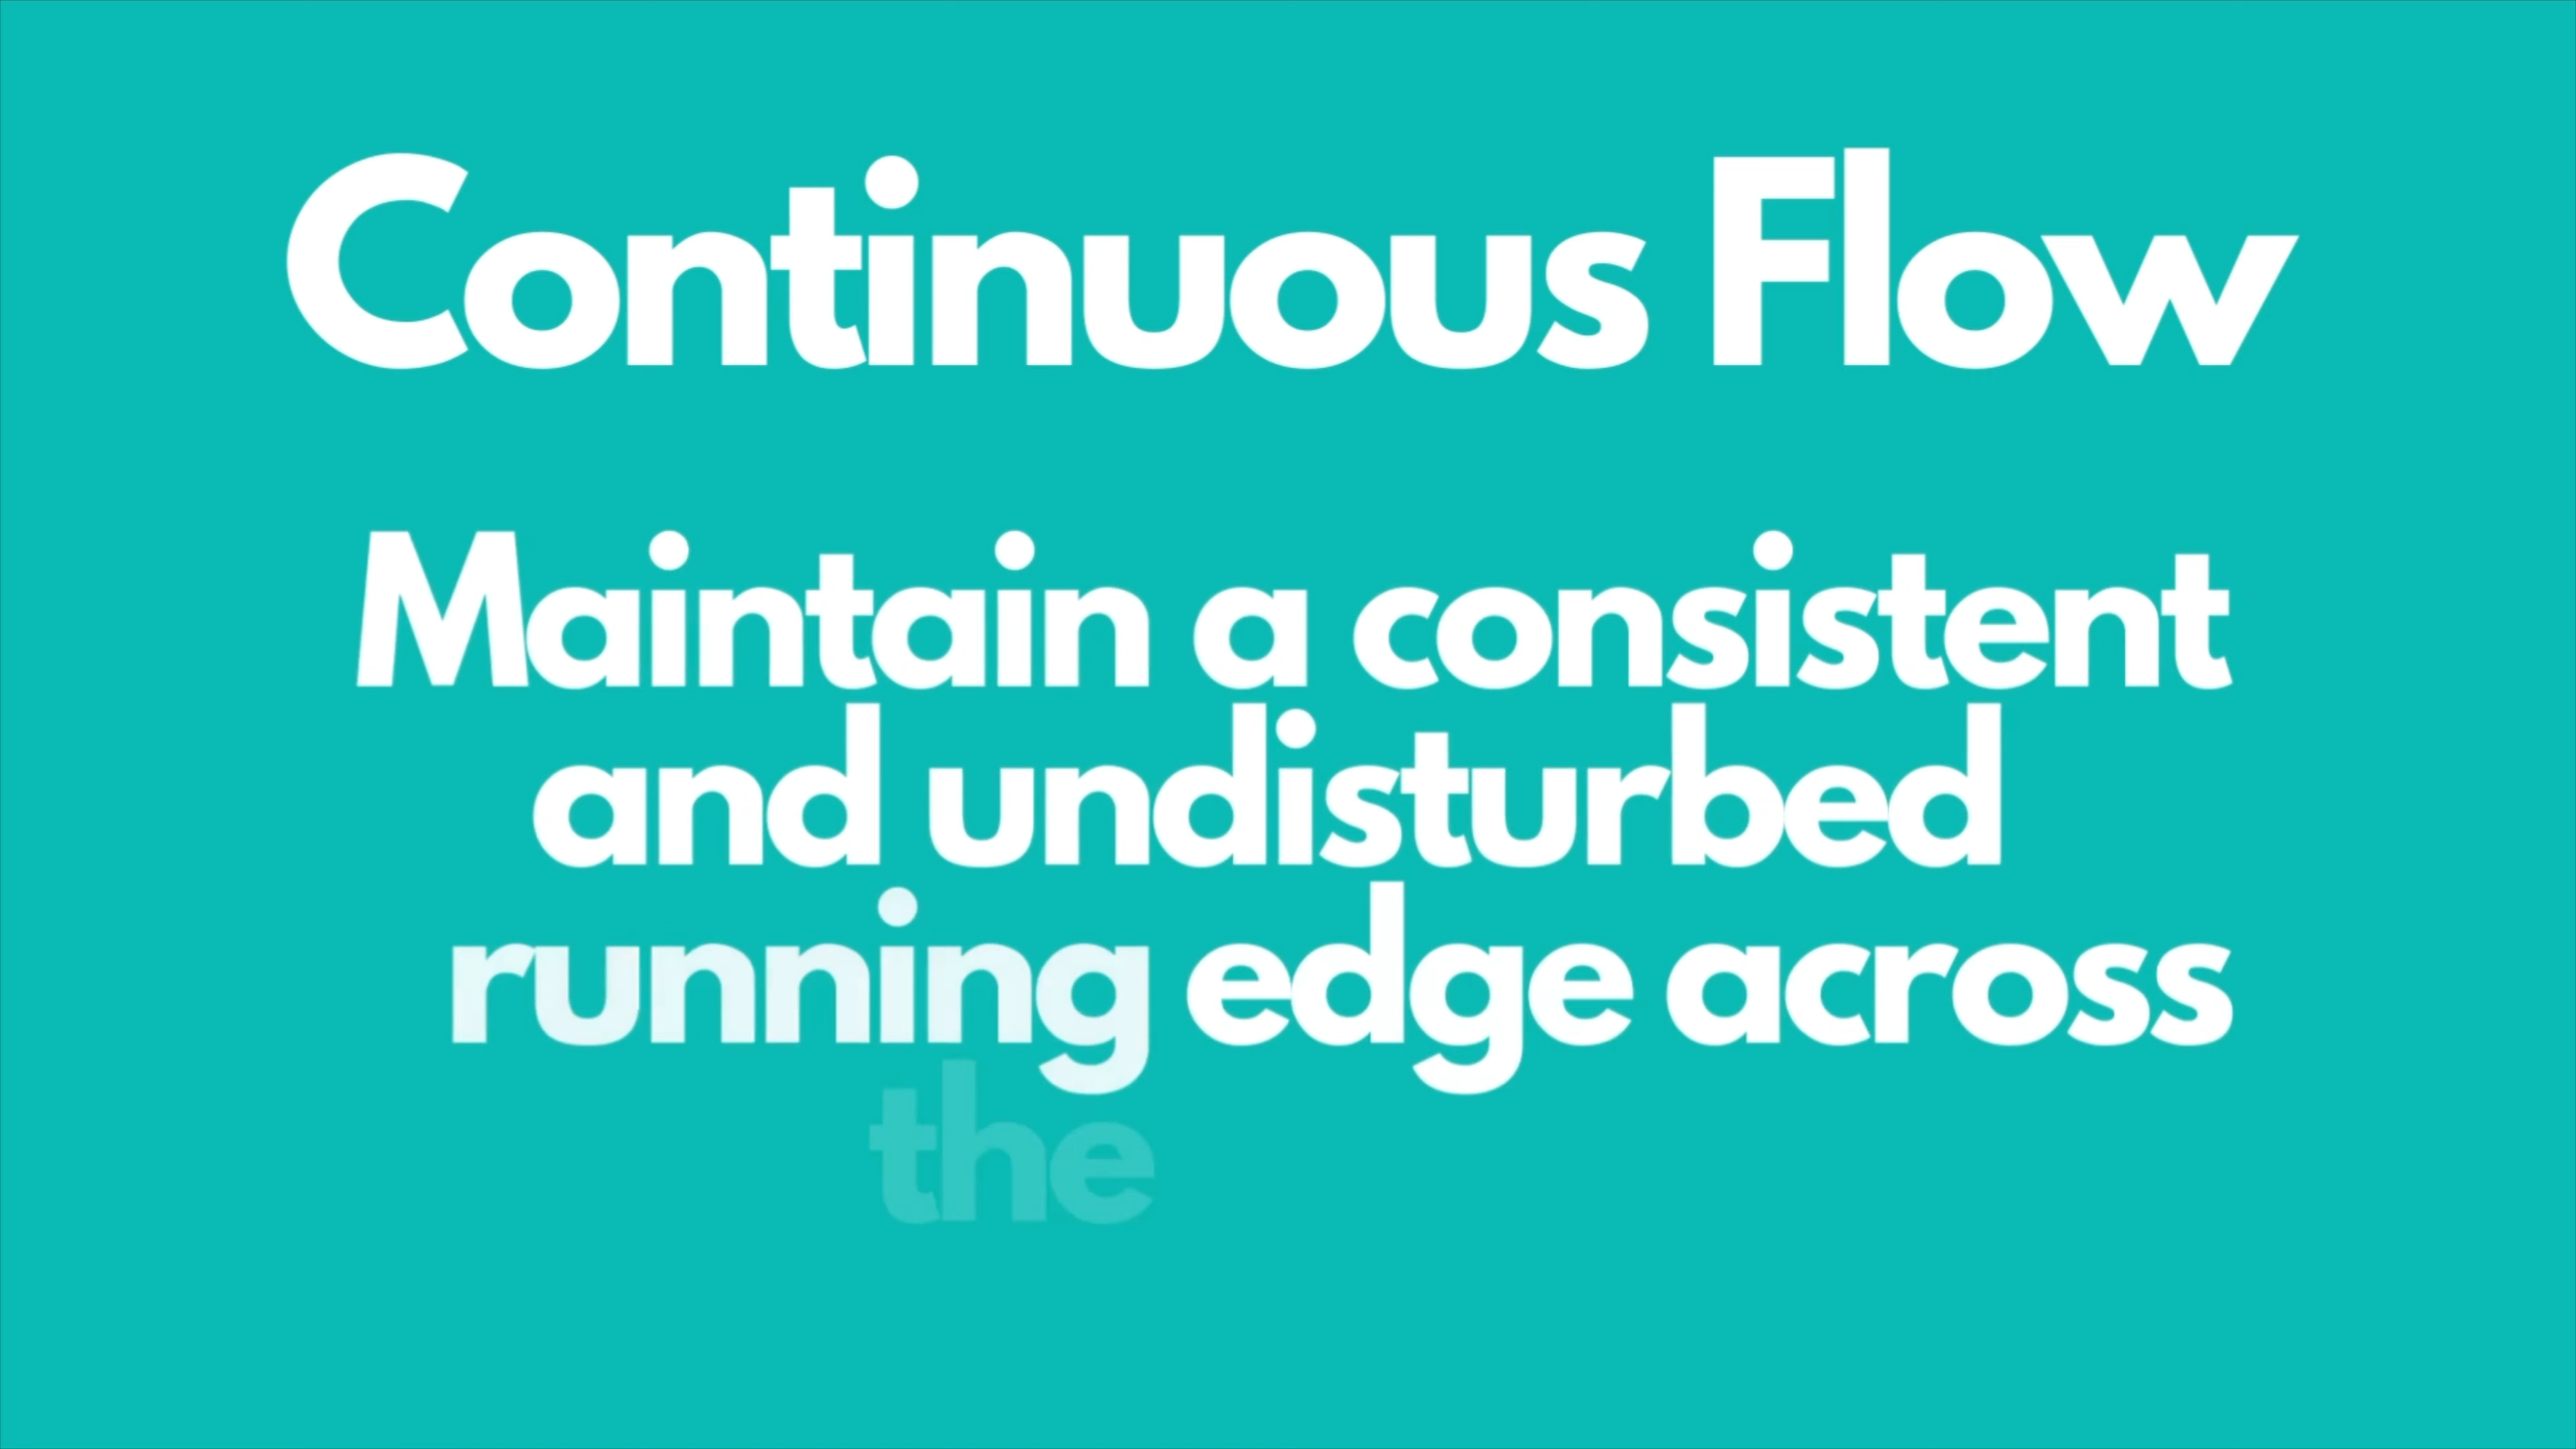 Continuous Flow
Maintain a consistent
and undisturbed
running edge across
the